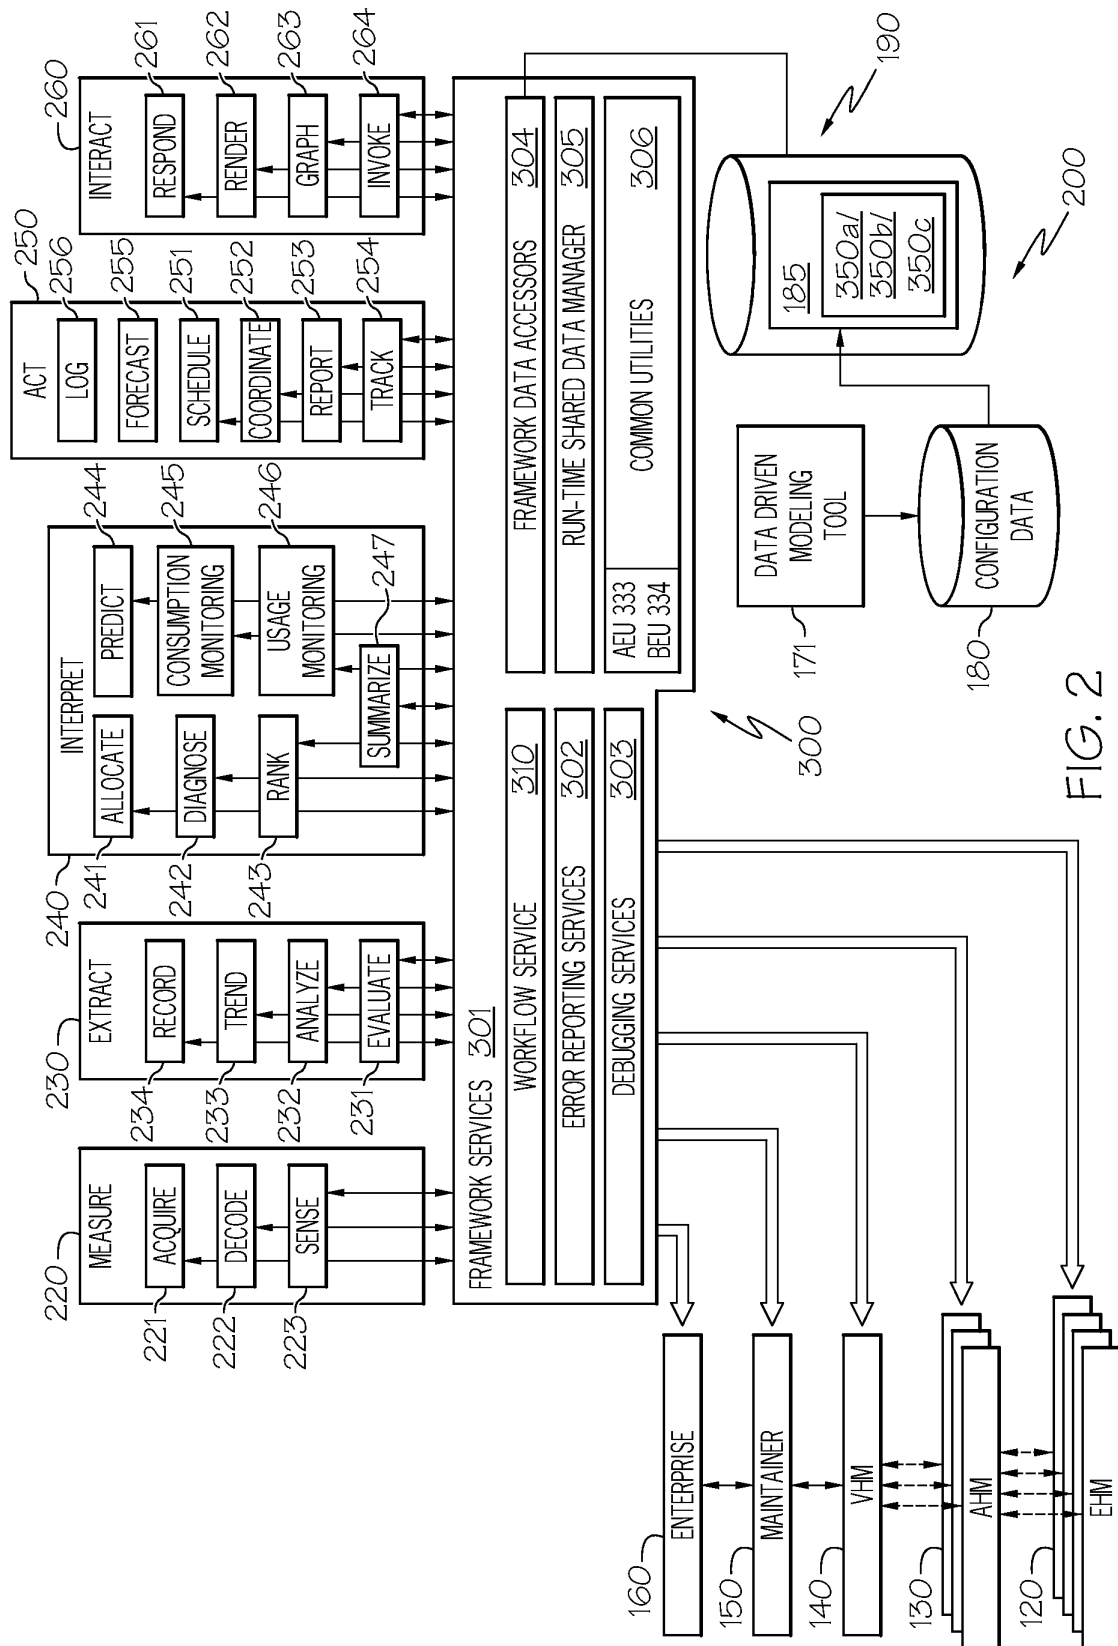 220
MEASURE
221
ACQUIRE
222
DECODE
223
SENSE
230
EXTRACT
234
RECORD
233
TREND
232
ANALYZE
231
EVALUATE
240
INTERPRET
241
ALLOCATE
242
DIAGNOSE
243
RANK
244
PREDICT
245
CONSUMPTION
MONITORING
246
USAGE
MONITORING
247
SUMMARIZE
250
ACT
256
LOG
255
FORECAST
251
SCHEDULE
252
COORDINATE
253
REPORT
254
TRACK
260
INTERACT
261
RESPOND
262
RENDER
263
GRAPH
264
INVOKE
FRAMEWORK SERVICES 301
WORKFLOW SERVICE 310
ERROR REPORTING SERVICES 302
DEBUGGING SERVICES 303
FRAMEWORK DATA ACCESSORS 304
RUN-TIME SHARED DATA MANAGER 305
AEU 333
BEU 334
COMMON UTILITIES 306
300
160
ENTERPRISE
150
MAINTAINER
140
VHM
130
AHM
120
EHM
171
DATA DRIVEN
MODELING
TOOL
180
CONFIGURATION
DATA
185
350a/
350b/
350c
190
200
FIG. 2